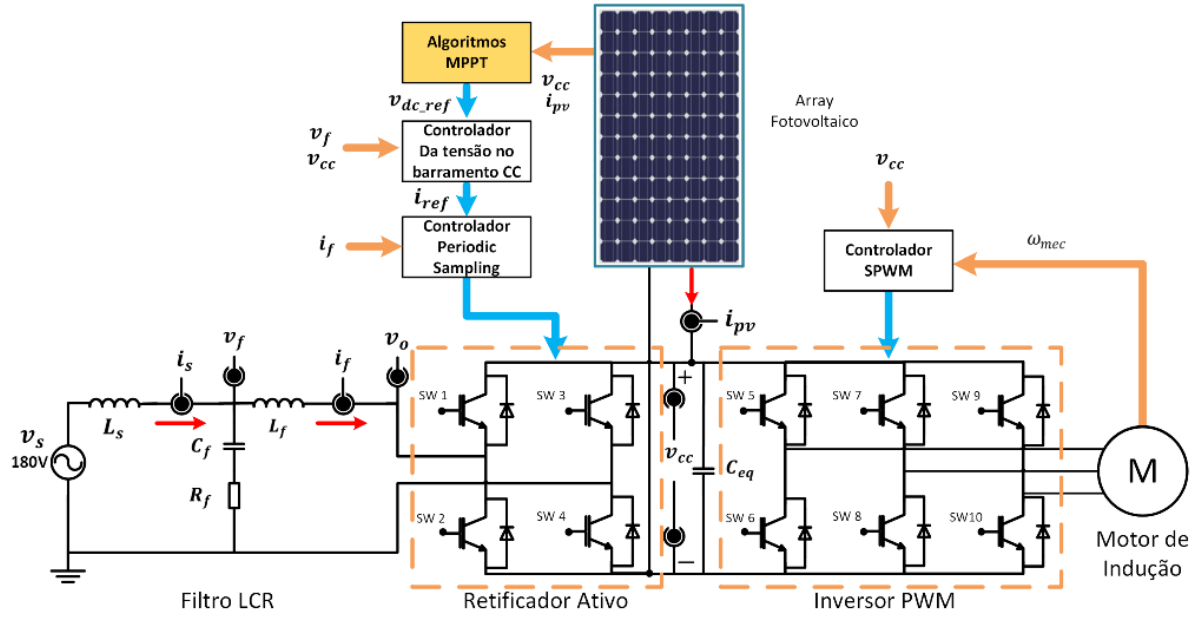 Algoritmos
MPPT
v_cc
i_pv
Array
Fotovoltaico
v_dc_ref
Controlador
Da tensão no
barramento CC
v_f
v_cc
i_ref
Controlador
Periodic
Sampling
i_f
v_cc
Controlador
SPWM
ω_mec
i_pv
i_s
v_f
i_f
v_o
L_s
L_f
C_f
R_f
v_s
180V
SW 1
SW 3
SW 2
SW 4
+
v_cc
−
C_eq
SW 5
SW 7
SW 9
SW 6
SW 8
SW10
M
Motor de
Indução
Filtro LCR
Retificador Ativo
Inversor PWM